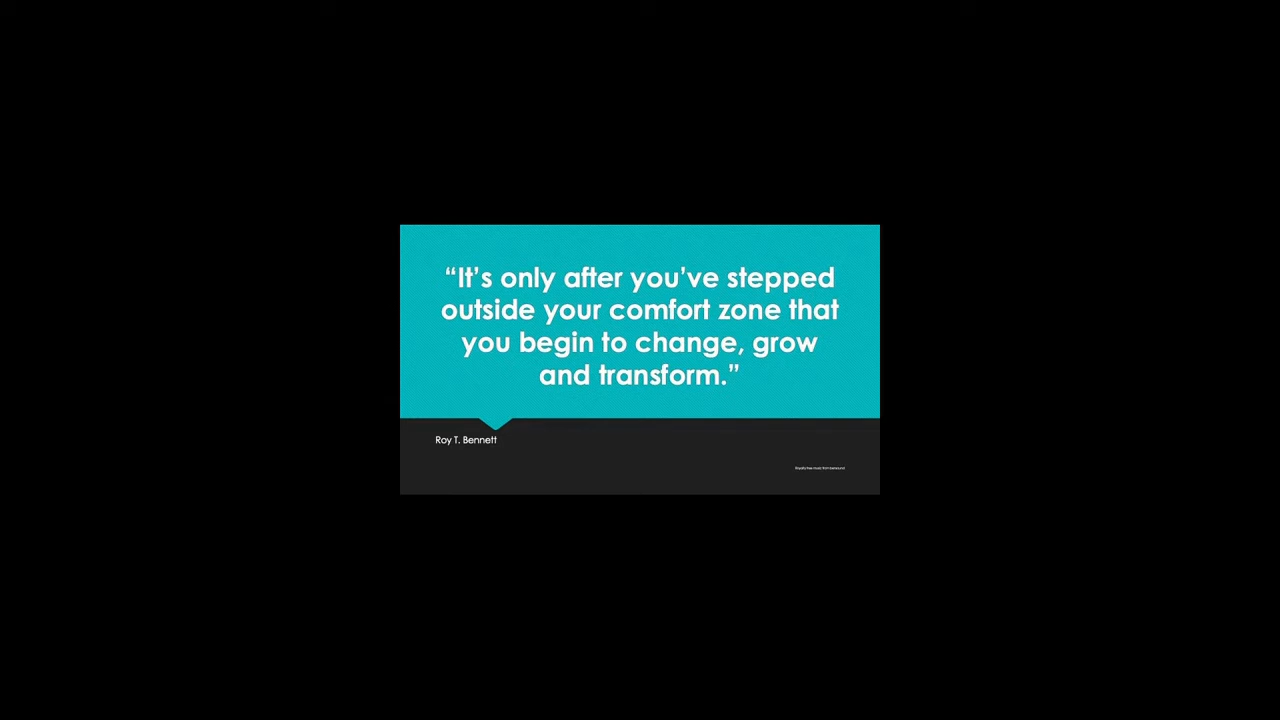 “It’s only after you’ve stepped
outside your comfort zone that
you begin to change, grow
and transform.”
Roy T. Bennett